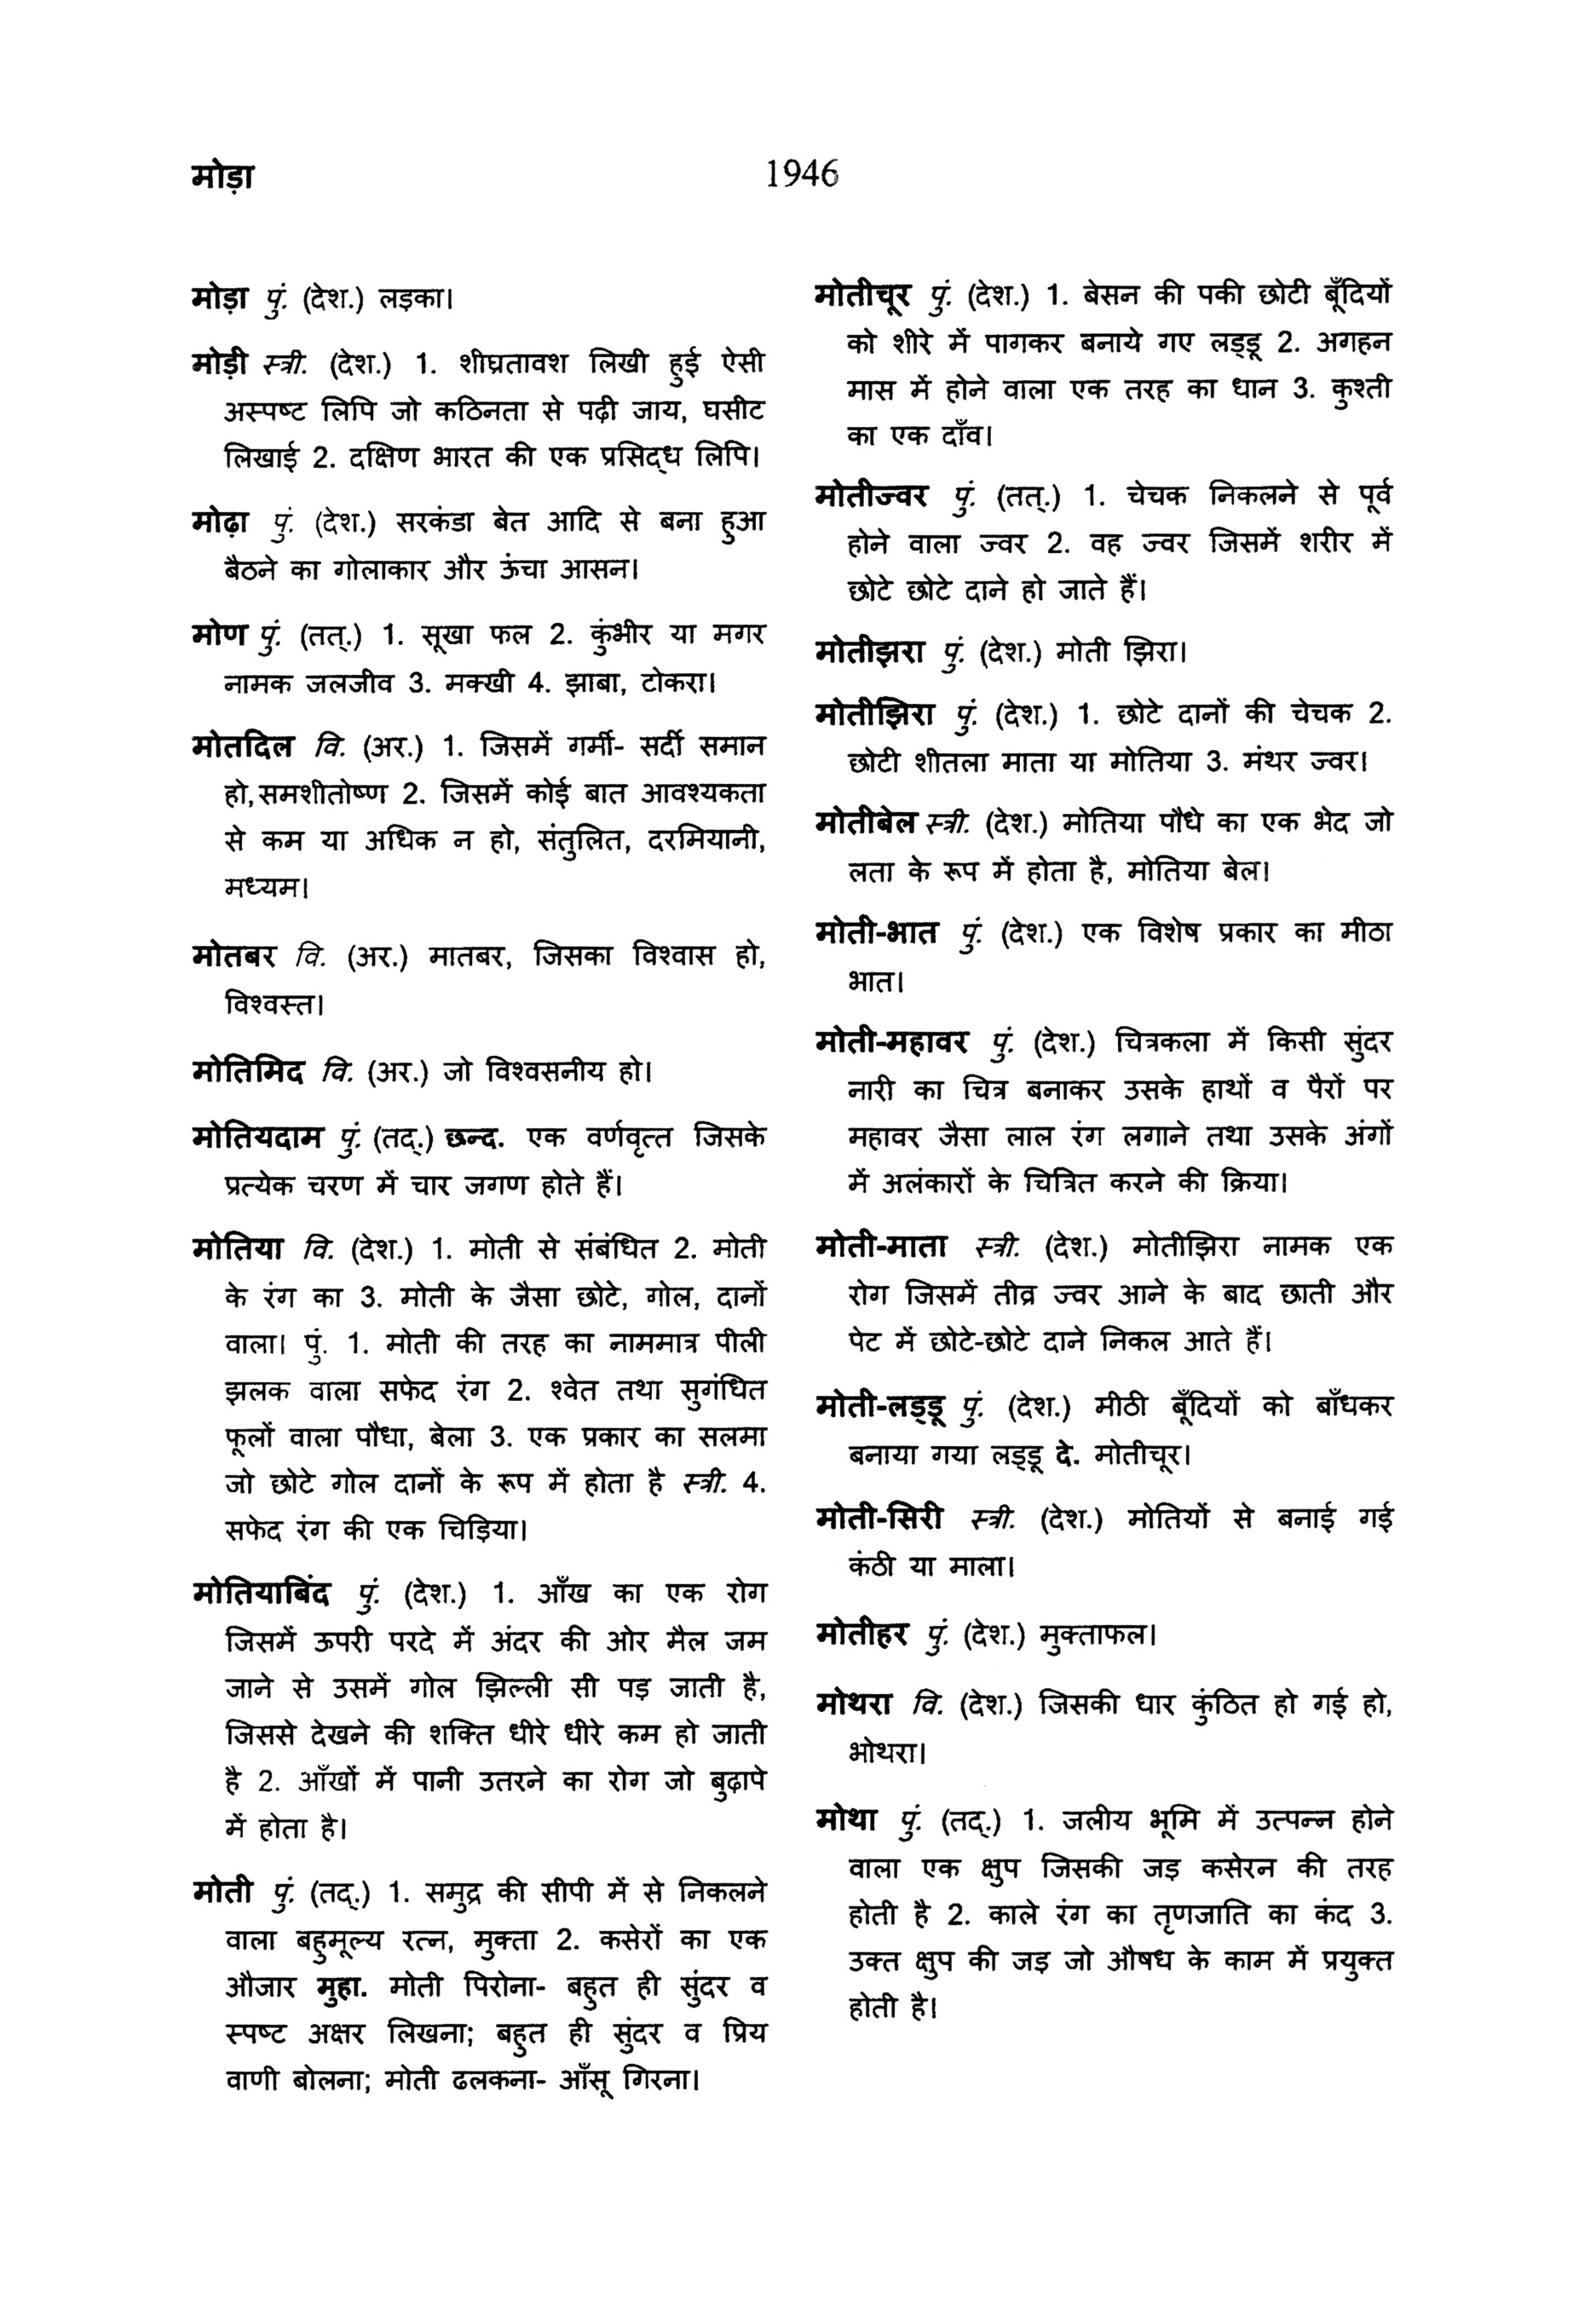 मोड़ा
1946
मोड़ा पुं. (देश.) लड़का।
मोड़ी स्त्री. (देश.) 1. शीघ्रतावश लिखी हुई ऐसी
अस्पष्ट लिपि जो कठिनता से पढ़ी जाय, घसीट
लिखाई 2. दक्षिण भारत की एक प्रसिद्ध लिपि।
मोढ़ा पुं. (देश.) सरकंडा बेत आदि से बना हुआ
बैठने का गोलाकार और ऊंचा आसन।
मोण पुं. (तत्.) 1. सूखा फल 2. कुंभीर या मगर
नामक जलजीव 3. मक्खी 4. झाबा, टोकरा।
मोतदिल वि. (अर.) 1. जिसमें गर्मी- सर्दी समान
हो,समशीतोष्ण 2. जिसमें कोई बात आवश्यकता
से कम या अधिक न हो, संतुलित, दरमियानी,
मध्यम।
मोतबर वि. (अर.) मातबर, जिसका विश्वास हो,
विश्वस्त।
मोतिमिद वि. (अर.) जो विश्वसनीय हो।
मोतियदाम पुं. (तद्.) छन्द. एक वर्णवृत्त जिसके
प्रत्येक चरण में चार जगण होते हैं।
मोतिया वि. (देश.) 1. मोती से संबंधित 2. मोती
के रंग का 3. मोती के जैसा छोटे, गोल, दानों
वाला। पुं. 1. मोती की तरह का नाममात्र पीली
झलक वाला सफेद रंग 2. श्वेत तथा सुगंधित
फूलों वाला पौधा, बेला 3. एक प्रकार का सलमा
जो छोटे गोल दानों के रूप में होता है स्त्री. 4.
सफेद रंग की एक चिड़िया।
मोतियाबिंद पुं. (देश.) 1. आँख का एक रोग
जिसमें ऊपरी परदे में अंदर की ओर मैल जम
जाने से उसमें गोल झिल्ली सी पड़ जाती है,
जिससे देखने की शक्ति धीरे धीरे कम हो जाती
है 2. आँखों में पानी उतरने का रोग जो बुढ़ापे
में होता है।
मोती पुं. (तद्.) 1. समुद्र की सीपी में से निकलने
वाला बहुमूल्य रत्न, मुक्ता 2. कसेरों का एक
औजार मुहा. मोती पिरोना- बहुत ही सुंदर व
स्पष्ट अक्षर लिखना; बहुत ही सुंदर व प्रिय
वाणी बोलना; मोती ढलकना- आँसू गिरना।
मोतीचूर पुं. (देश.) 1. बेसन की पकी छोटी बूँदियों
को शीरे में पागकर बनाये गए लड्डू 2. अगहन
मास में होने वाला एक तरह का धान 3. कुश्ती
का एक दाँव।
मोतीज्वर पुं. (तत्.) 1. चेचक निकलने से पूर्व
होने वाला ज्वर 2. वह ज्वर जिसमें शरीर में
छोटे छोटे दाने हो जाते हैं।
मोतीझरा पुं. (देश.) मोती झिरा।
मोतीझिरा पुं. (देश.) 1. छोटे दानों की चेचक 2.
छोटी शीतला माता या मोतिया 3. मंथर ज्वर।
मोतीबेल स्त्री. (देश.) मोतिया पौधे का एक भेद जो
लता के रूप में होता है, मोतिया बेल।
मोती-भात पुं. (देश.) एक विशेष प्रकार का मीठा
भात।
मोती-महावर पुं. (देश.) चित्रकला में किसी सुंदर
नारी का चित्र बनाकर उसके हाथों व पैरों पर
महावर जैसा लाल रंग लगाने तथा उसके अंगों
में अलंकारों के चित्रित करने की क्रिया।
मोती-माता स्त्री. (देश.) मोतीझिरा नामक एक
रोग जिसमें तीव्र ज्वर आने के बाद छाती और
पेट में छोटे-छोटे दाने निकल आते हैं।
मोती-लड्डू पुं. (देश.) मीठी बूँदियों को बाँधकर
बनाया गया लड्डू दे. मोतीचूर।
मोती-सिरी स्त्री. (देश.) मोतियों से बनाई गई
कंठी या माला।
मोतीहर पुं. (देश.) मुक्ताफल।
मोथरा वि. (देश.) जिसकी धार कुंठित हो गई हो,
भोथरा।
मोथा पुं. (तद्.) 1. जलीय भूमि में उत्पन्न होने
वाला एक क्षुप जिसकी जड़ कसेरन की तरह
होती है 2. काले रंग का तृणजाति का कंद 3.
उक्त क्षुप की जड़ जो औषध के काम में प्रयुक्त
होती है।